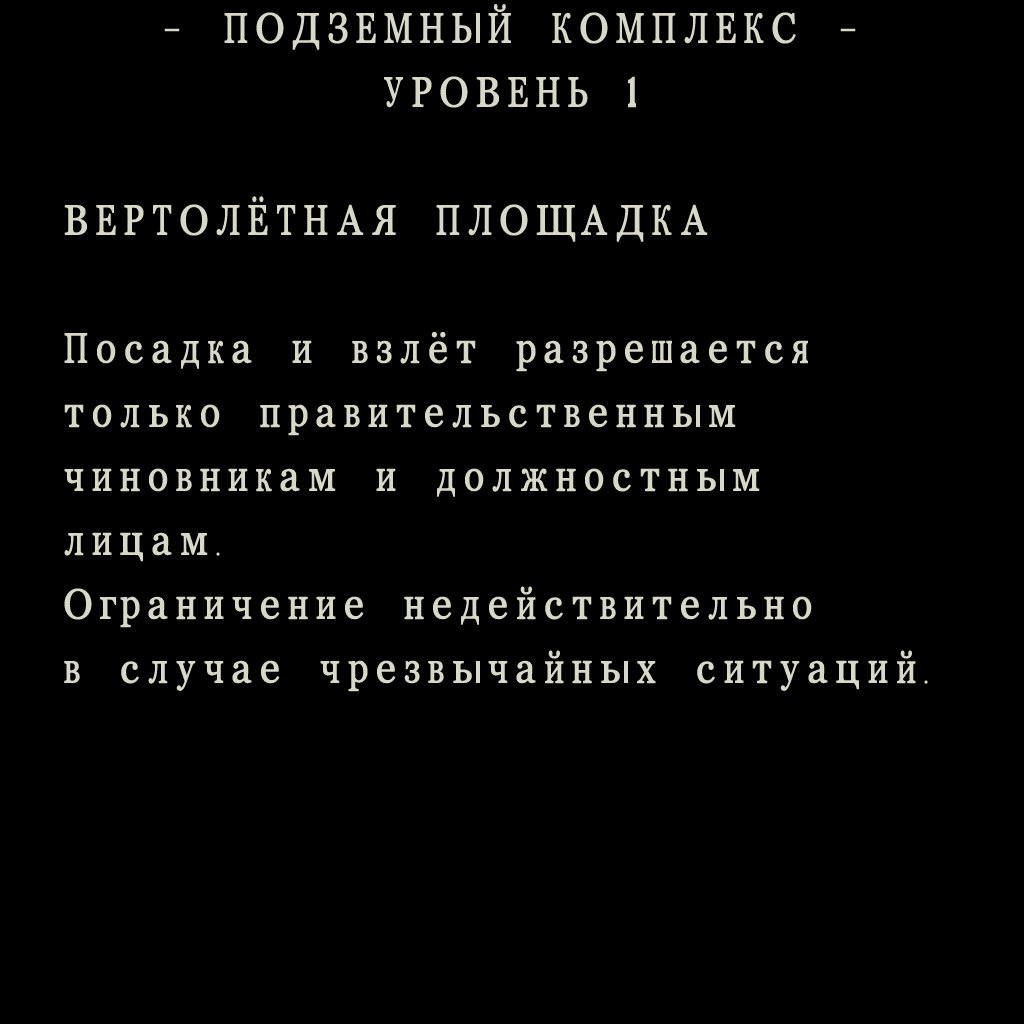 - ПОДЗЕМНЫЙ КОМПЛЕКС -
УРОВЕНЬ 1
ВЕРТОЛЁТНАЯ ПЛОЩАДКА
Посадка и взлёт разрешается
только правительственным
чиновникам и должностным
лицам.
Ограничение недействительно
в случае чрезвычайных ситуаций.